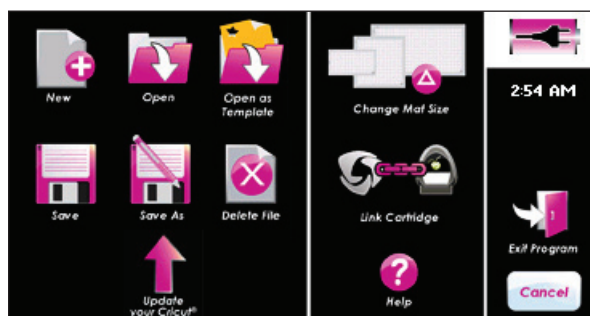 New
Open
Open as
Template
Save
Save As
Delete File
Update
your Cricut®
Change Mat Size
Link Cartridge
Help
2:54 AM
Exit Program
Cancel